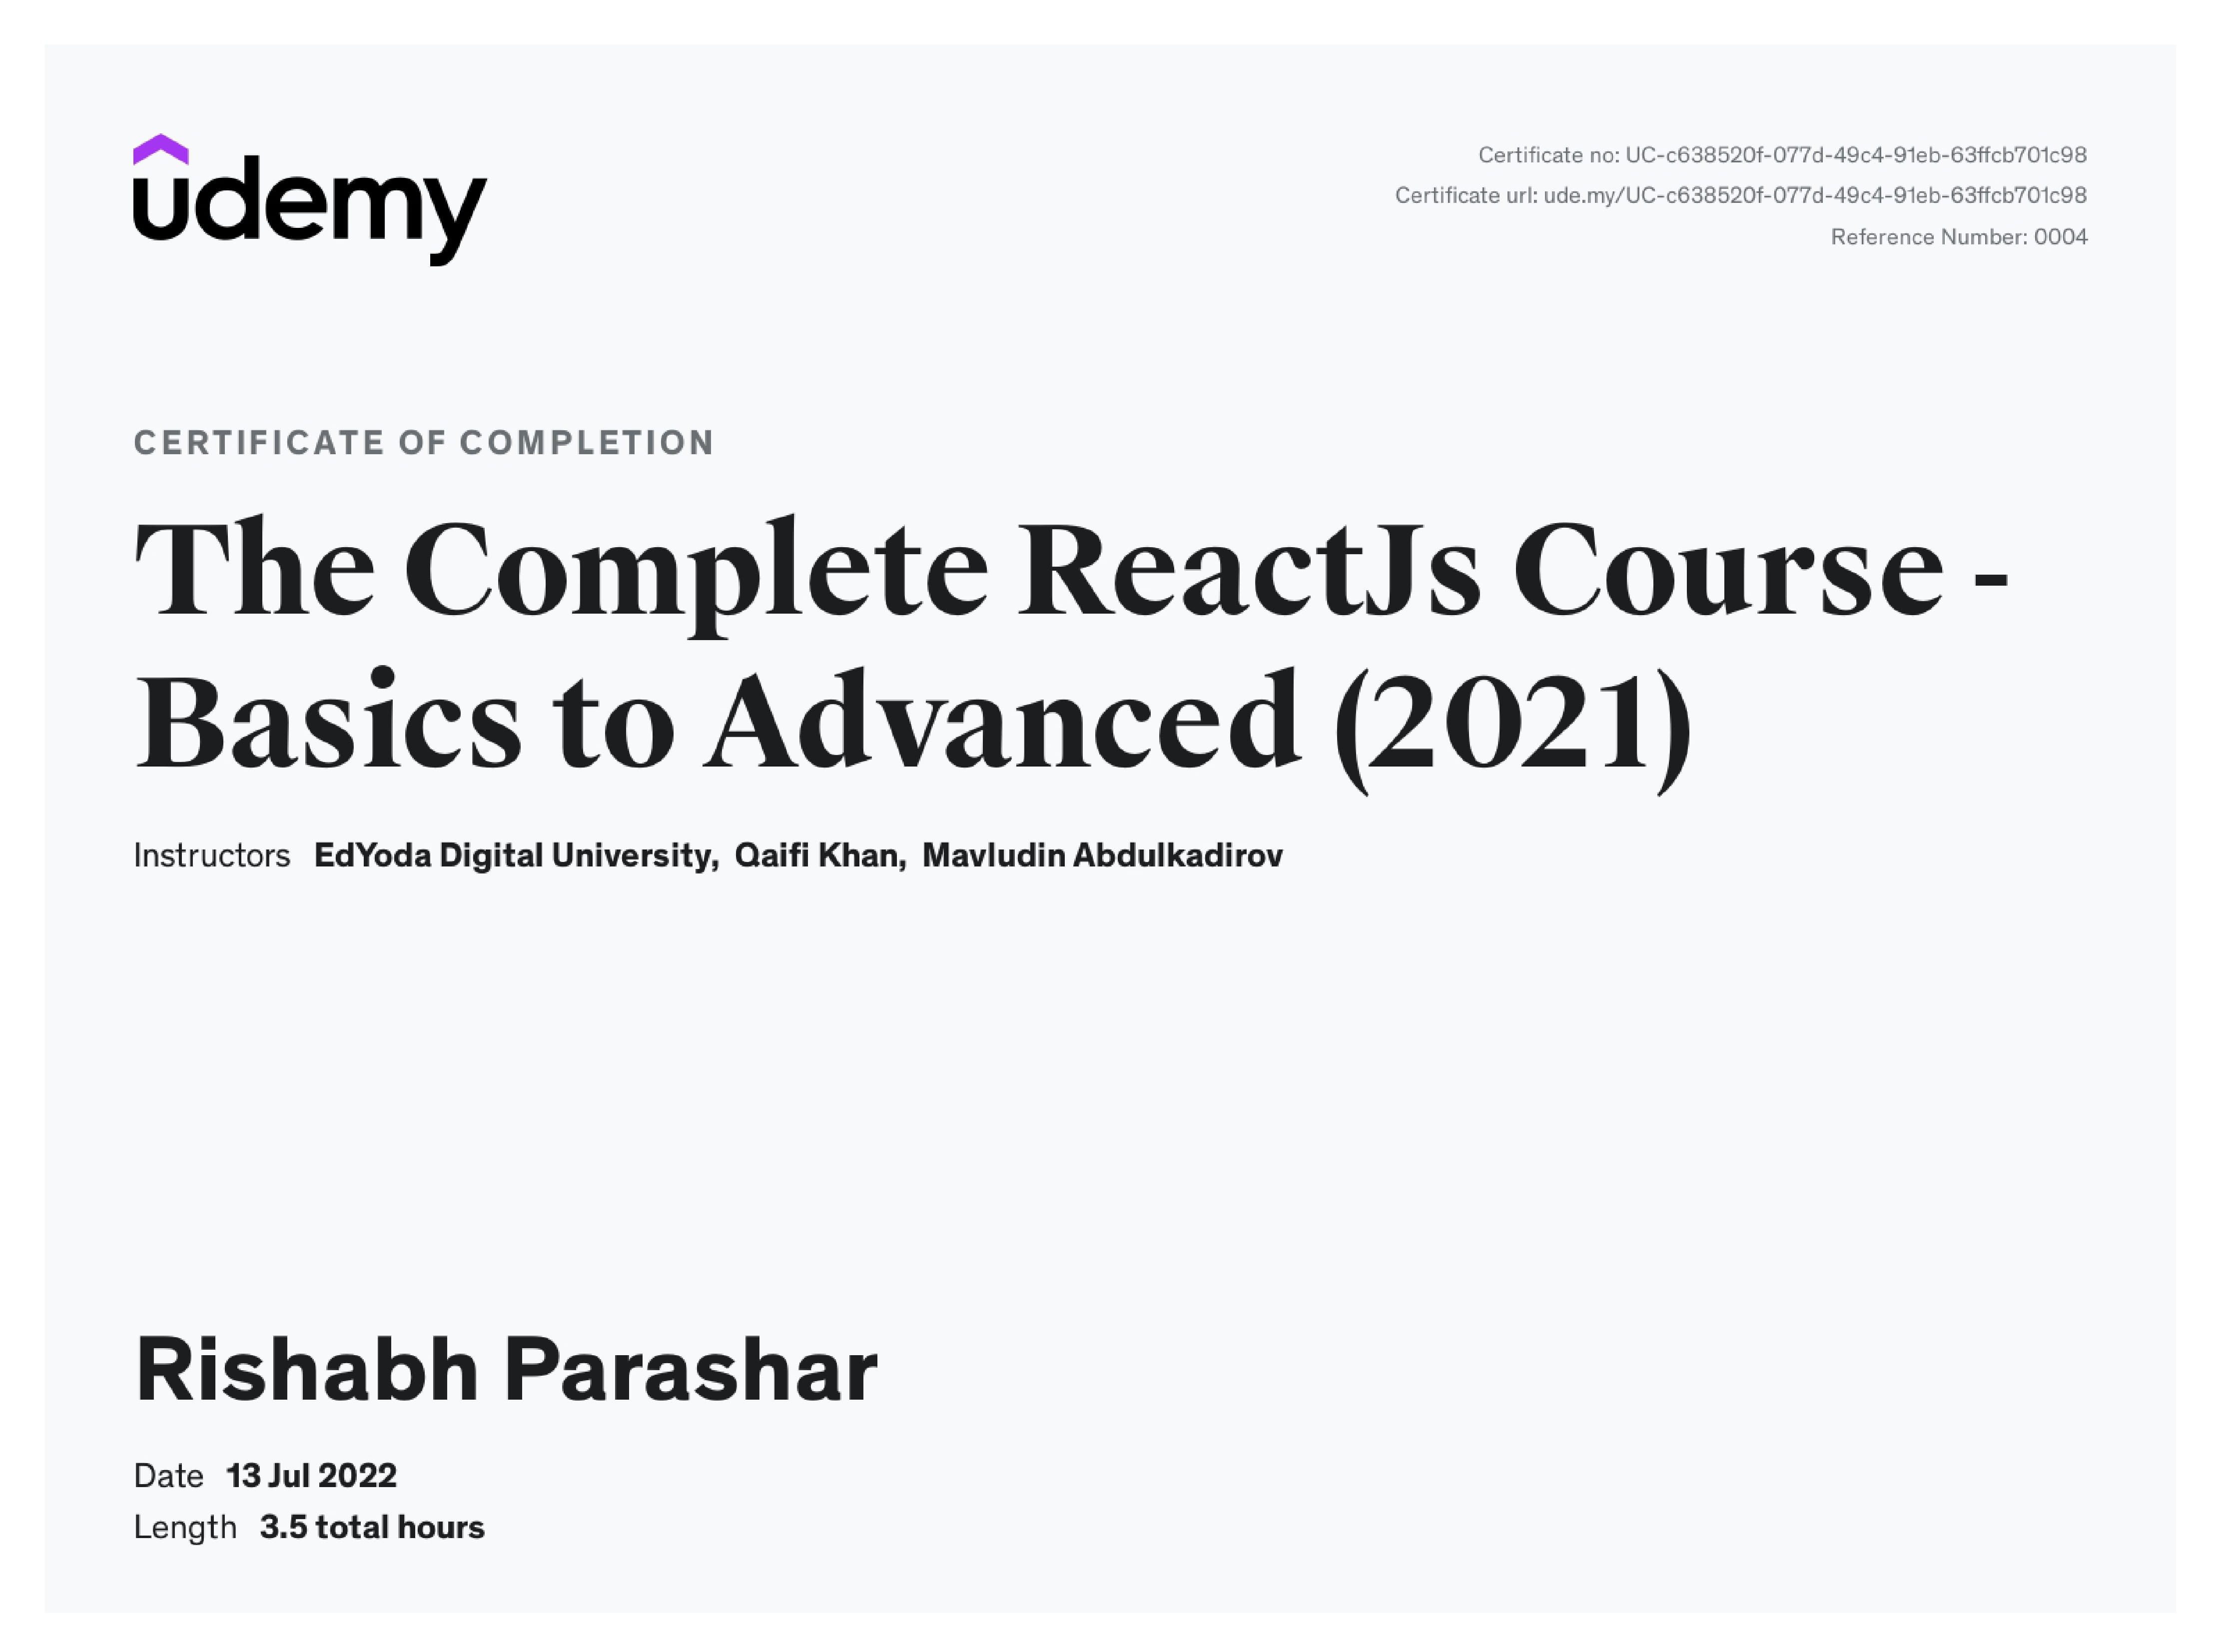 udemy
Certificate no: UC-c638520f-077d-49c4-91eb-63ffcb701c98
Certificate url: ude.my/UC-c638520f-077d-49c4-91eb-63ffcb701c98
Reference Number: 0004
CERTIFICATE OF COMPLETION
The Complete ReactJs Course -
Basics to Advanced (2021)
Instructors EdYoda Digital University, Qaifi Khan, Mavludin Abdulkadirov
Rishabh Parashar
Date 13 Jul 2022
Length 3.5 total hours